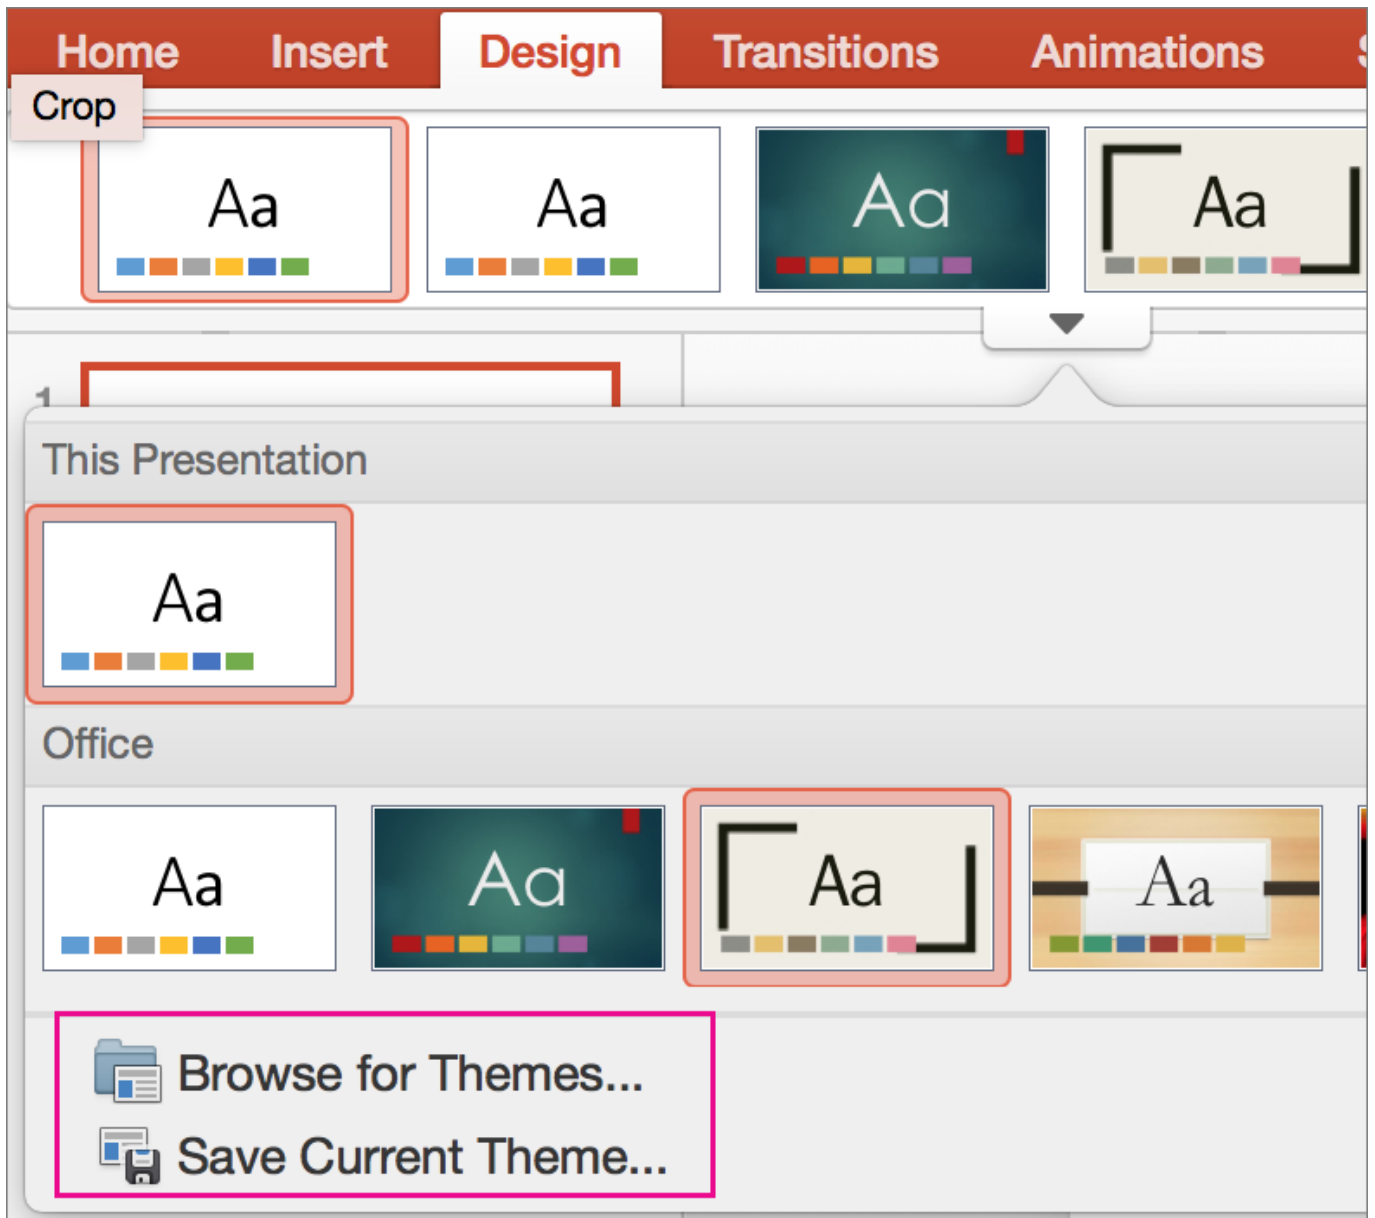 Home Insert Design Transitions Animations
Crop
Aa Aa Aa Aa
1
This Presentation
Aa
Office
Aa Aa Aa Aa
Browse for Themes...
Save Current Theme...